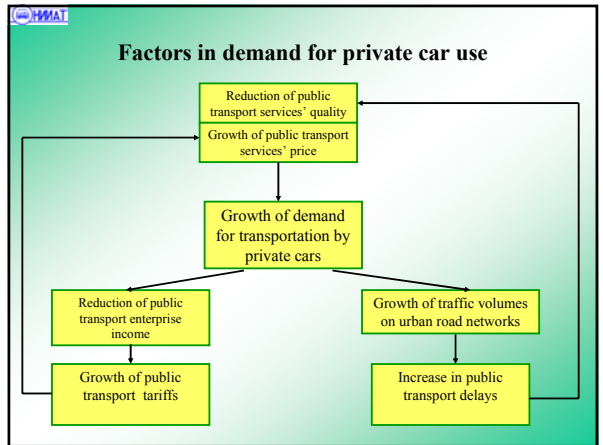 НИИАТ
Factors in demand for private car use
Reduction of public
transport services’ quality
Growth of public transport
services’ price
Growth of demand
for transportation by
private cars
Reduction of public
transport enterprise
income
Growth of traffic volumes
on urban road networks
Growth of public
transport tariffs
Increase in public
transport delays